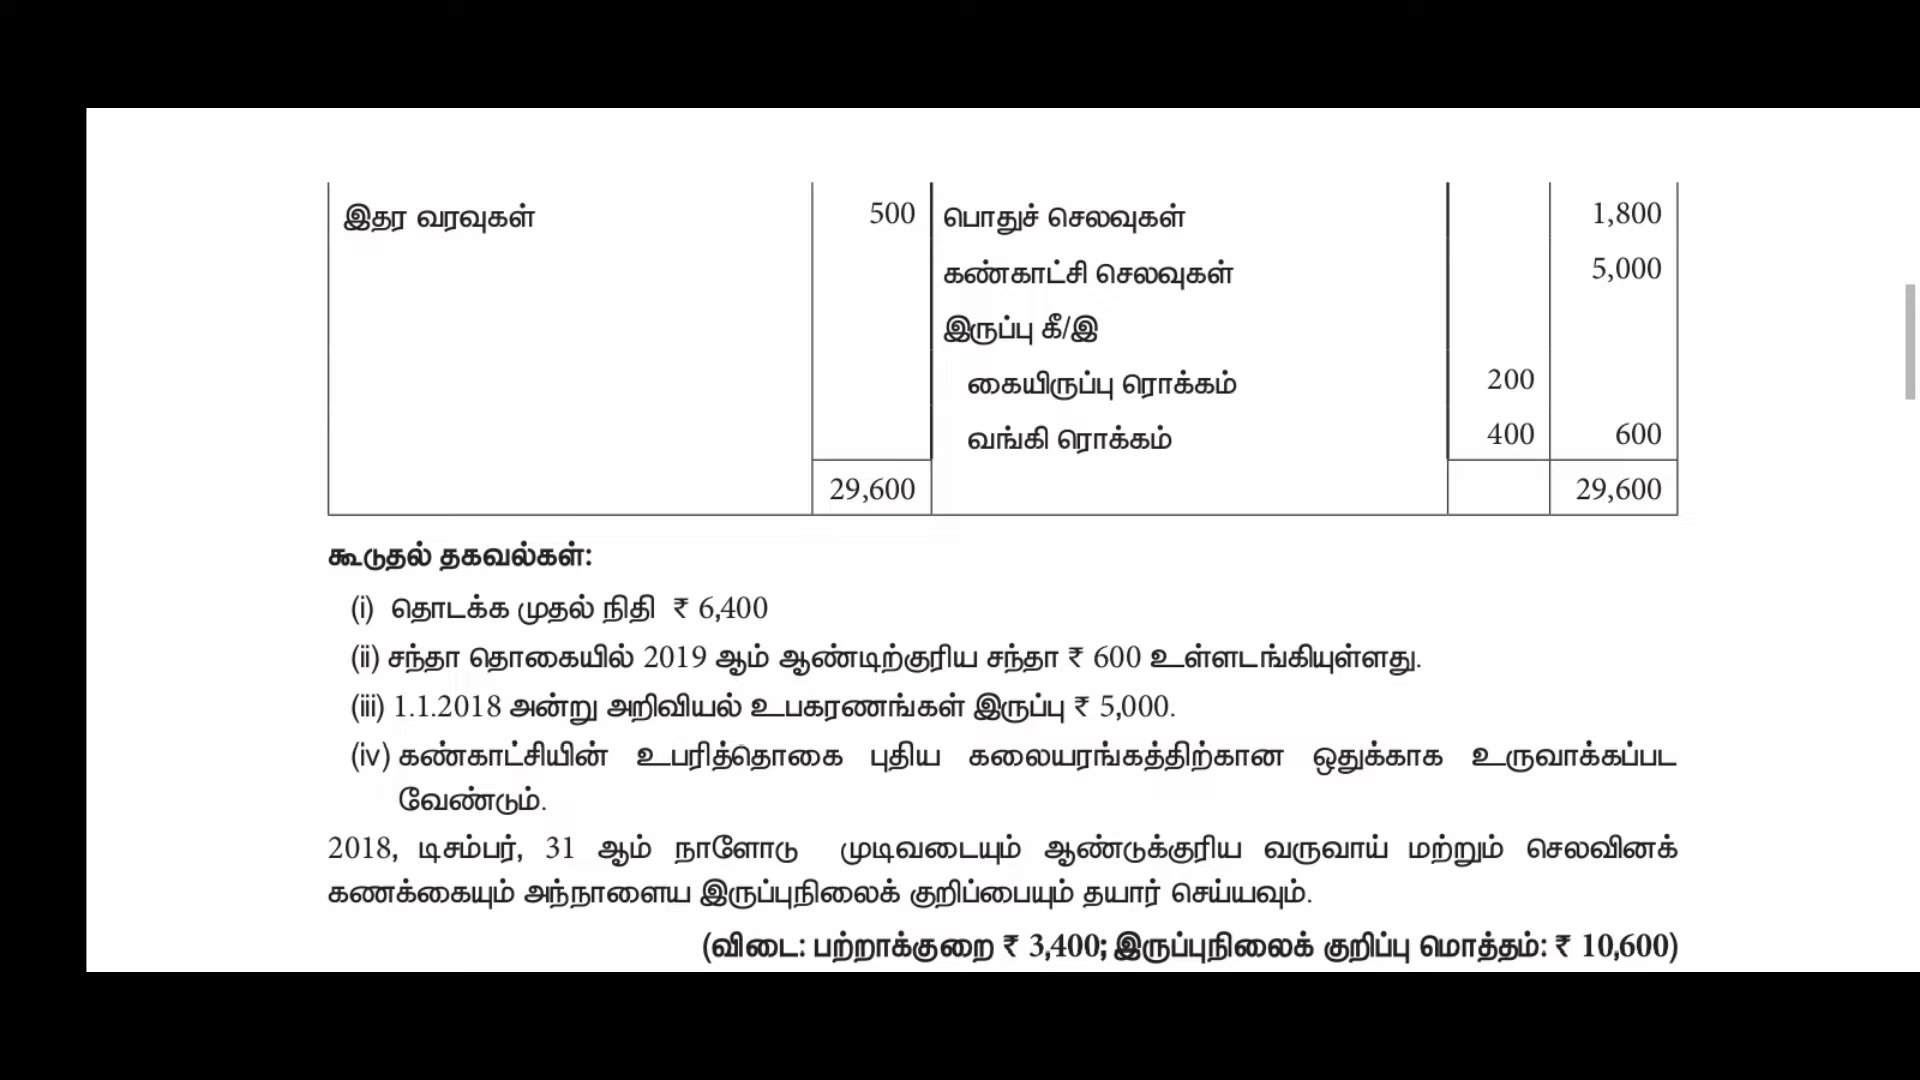 இதர வரவுகள் 500 பொதுச் செலவுகள் 1,800
கண்காட்சி செலவுகள் 5,000
இருப்பு கீ/இ
கையிருப்பு ரொக்கம் 200
வங்கி ரொக்கம் 400 600
29,600 29,600
கூடுதல் தகவல்கள்:
(i) தொடக்க முதல் நிதி ₹ 6,400
(ii) சந்தா தொகையில் 2019 ஆம் ஆண்டிற்குரிய சந்தா ₹ 600 உள்ளடங்கியுள்ளது.
(iii) 1.1.2018 அன்று அறிவியல் உபகரணங்கள் இருப்பு ₹ 5,000.
(iv) கண்காட்சியின் உபரித்தொகை புதிய கலையரங்கத்திற்கான ஒதுக்காக உருவாக்கப்பட
வேண்டும்.
2018, டிசம்பர், 31 ஆம் நாளோடு முடிவடையும் ஆண்டுக்குரிய வருவாய் மற்றும் செலவினக்
கணக்கையும் அந்நாளைய இருப்புநிலைக் குறிப்பையும் தயார் செய்யவும்.
(விடை: பற்றாக்குறை ₹ 3,400; இருப்புநிலைக் குறிப்பு மொத்தம்: ₹ 10,600)